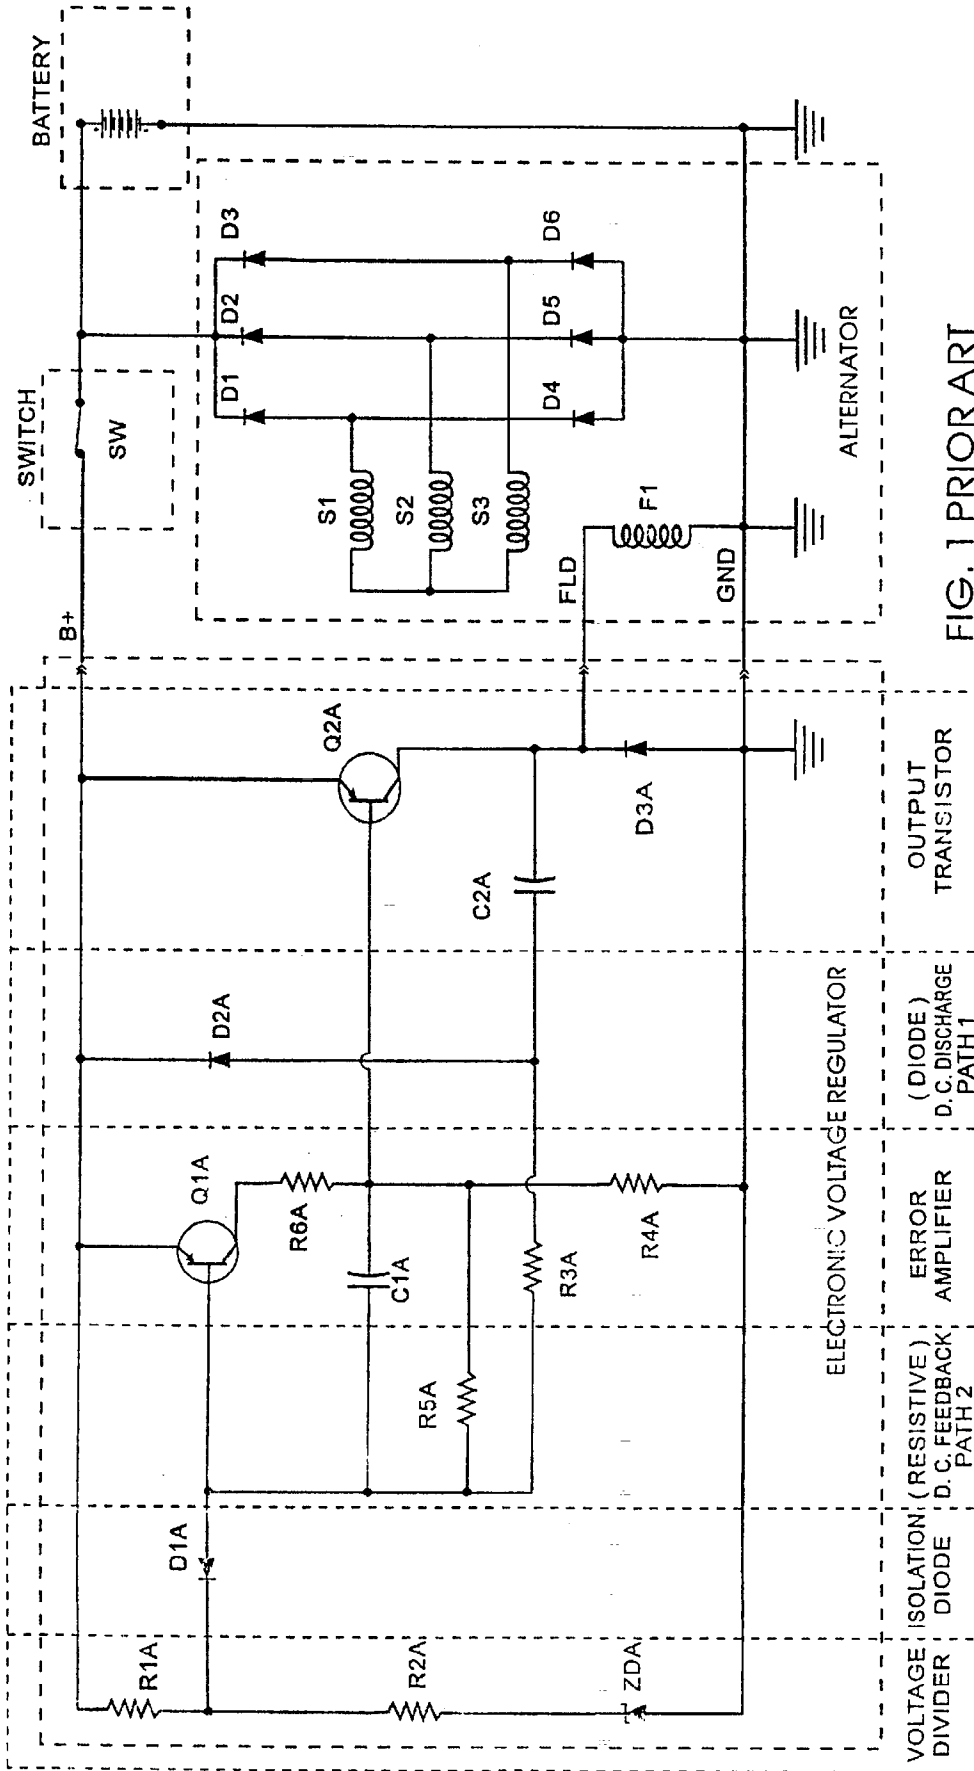 BATTERY
SWITCH
SW
B+
D3
D2
D1
D6
D5
D4
S1
S2
S3
F1
FLD
GND
ALTERNATOR
Q2A
D3A
C2A
D2A
Q1A
R6A
C1A
R3A
R4A
R5A
D1A
R1A
R2A
ZDA
ELECTRONIC VOLTAGE REGULATOR
OUTPUT
TRANSISTOR
(DIODE)
D.C. DISCHARGE
PATH 1
ERROR
AMPLIFIER
(RESISTIVE)
D.C. FEEDBACK
PATH 2
ISOLATION
DIODE
VOLTAGE
DIVIDER
FIG. 1 PRIOR ART